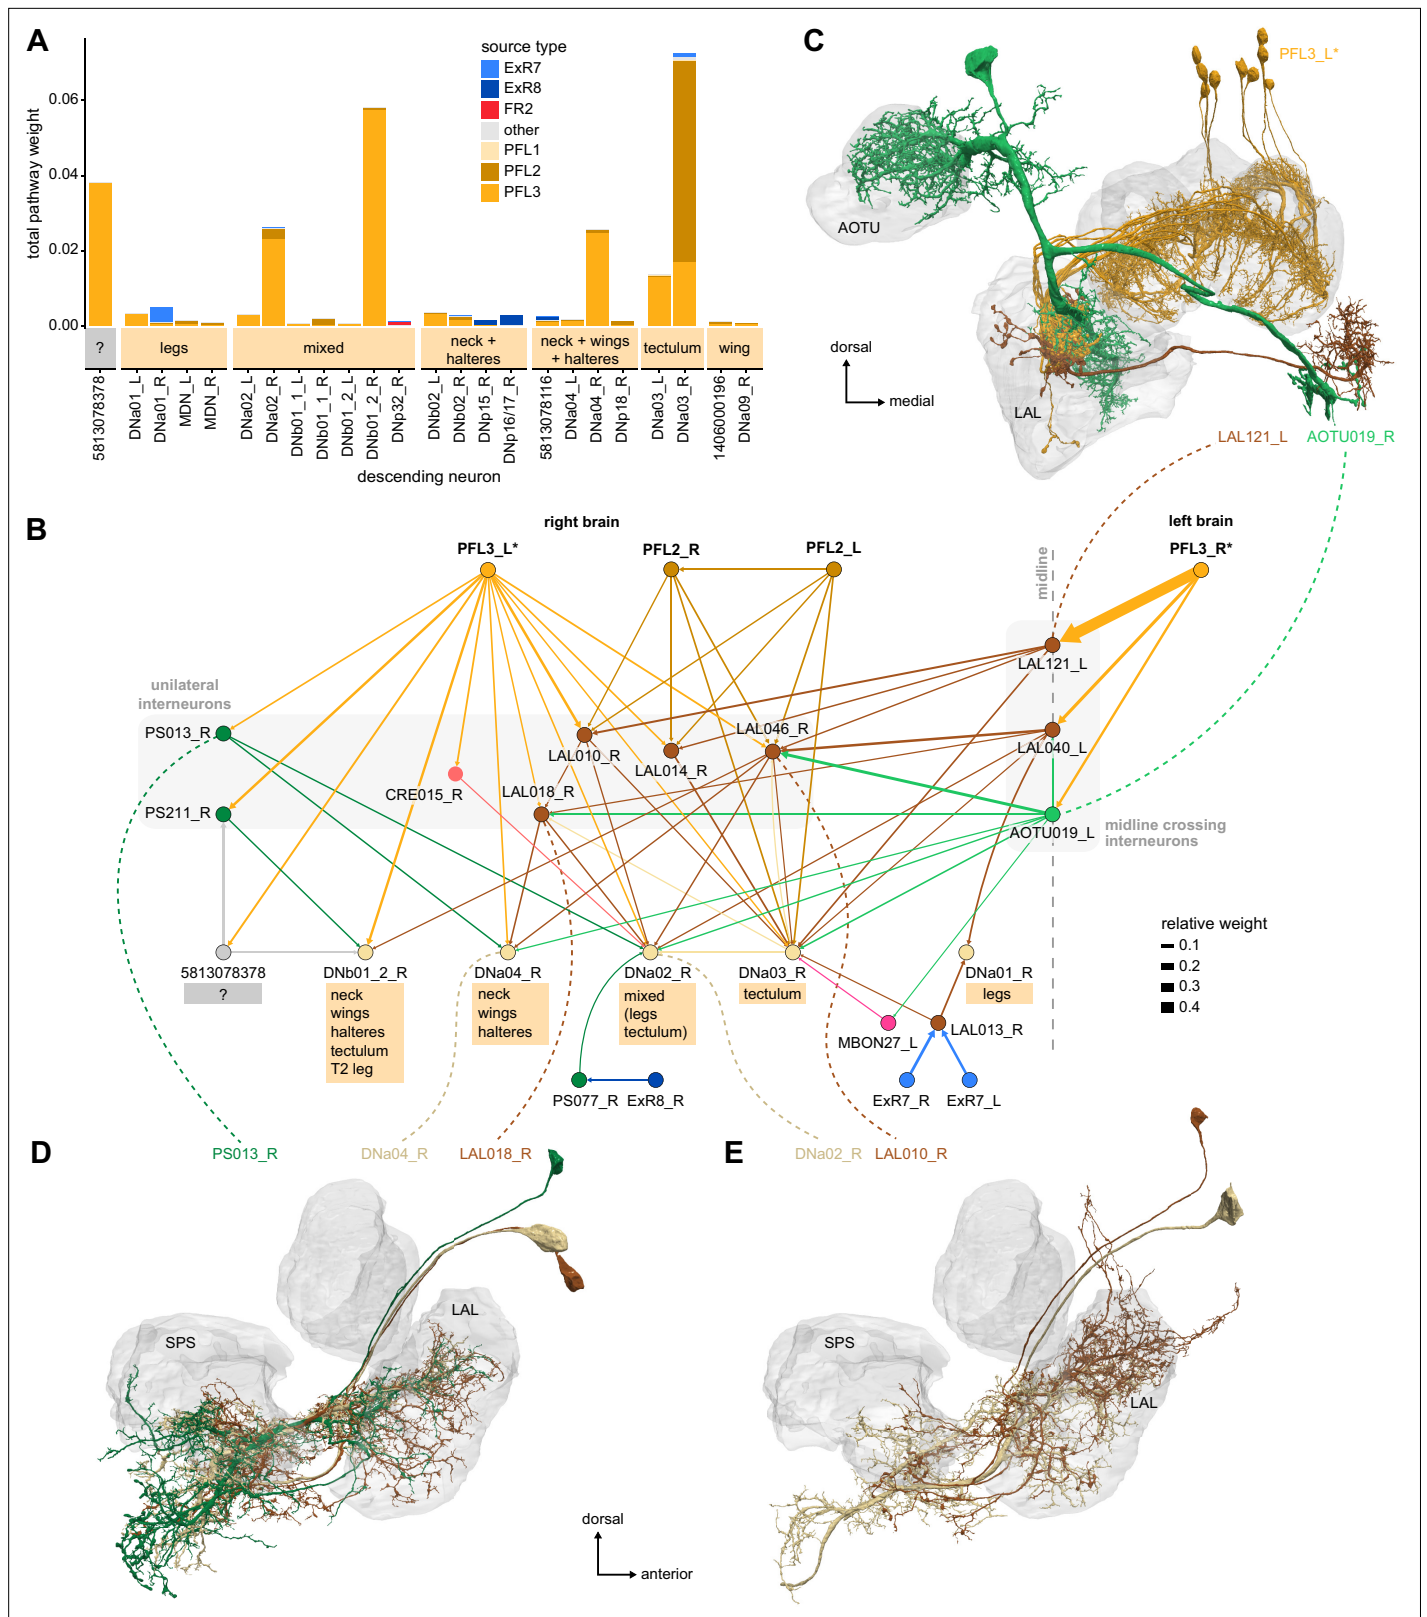 A
total pathway weight
0.06
0.04
0.02
0.00
source type
ExR7
ExR8
FR2
other
PFL1
PFL2
PFL3
?
legs
mixed
neck +
halteres
neck + wings
+ halteres
tectulum
wing
5813078378
DNa01_L
DNa01_R
MDN_L
MDN_R
DNa02_L
DNa02_R
DNb01_1_L
DNb01_1_R
DNb01_2_L
DNb01_2_R
DNp32_R
DNb02_L
DNb02_R
DNp15_R
DNp16/17_R
5813078116
DNa04_L
DNa04_R
DNp18_R
DNa03_L
DNa03_R
1406000196
DNa09_R
descending neuron
C
PFL3_L*
AOTU
LAL
dorsal
medial
LAL121_L
AOTU019_R
B
right brain
left brain
PFL3_L*
PFL2_R
PFL2_L
PFL3_R*
midline
LAL121_L
unilateral
interneurons
PS013_R
LAL010_R
LAL014_R
LAL046_R
LAL040_L
CRE015_R
LAL018_R
PS211_R
AOTU019_L
midline crossing
interneurons
relative weight
0.1
0.2
0.3
0.4
5813078378
?
DNb01_2_R
neck
wings
halteres
tectulum
T2 leg
DNa04_R
neck
wings
halteres
DNa02_R
mixed
(legs
tectulum)
DNa03_R
tectulum
DNa01_R
legs
MBON27_L
LAL013_R
PS077_R
ExR8_R
ExR7_R
ExR7_L
D
PS013_R
DNa04_R
LAL018_R
SPS
LAL
dorsal
anterior
E
DNa02_R
LAL010_R
SPS
LAL